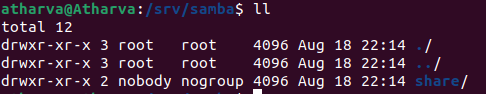 atharva@Atharva:/srv/samba$ ll
total 12
drwxr-xr-x 3 root   root    4096 Aug 18 22:14 ./
drwxr-xr-x 3 root   root    4096 Aug 18 22:14 ../
drwxr-xr-x 2 nobody nogroup 4096 Aug 18 22:14 share/